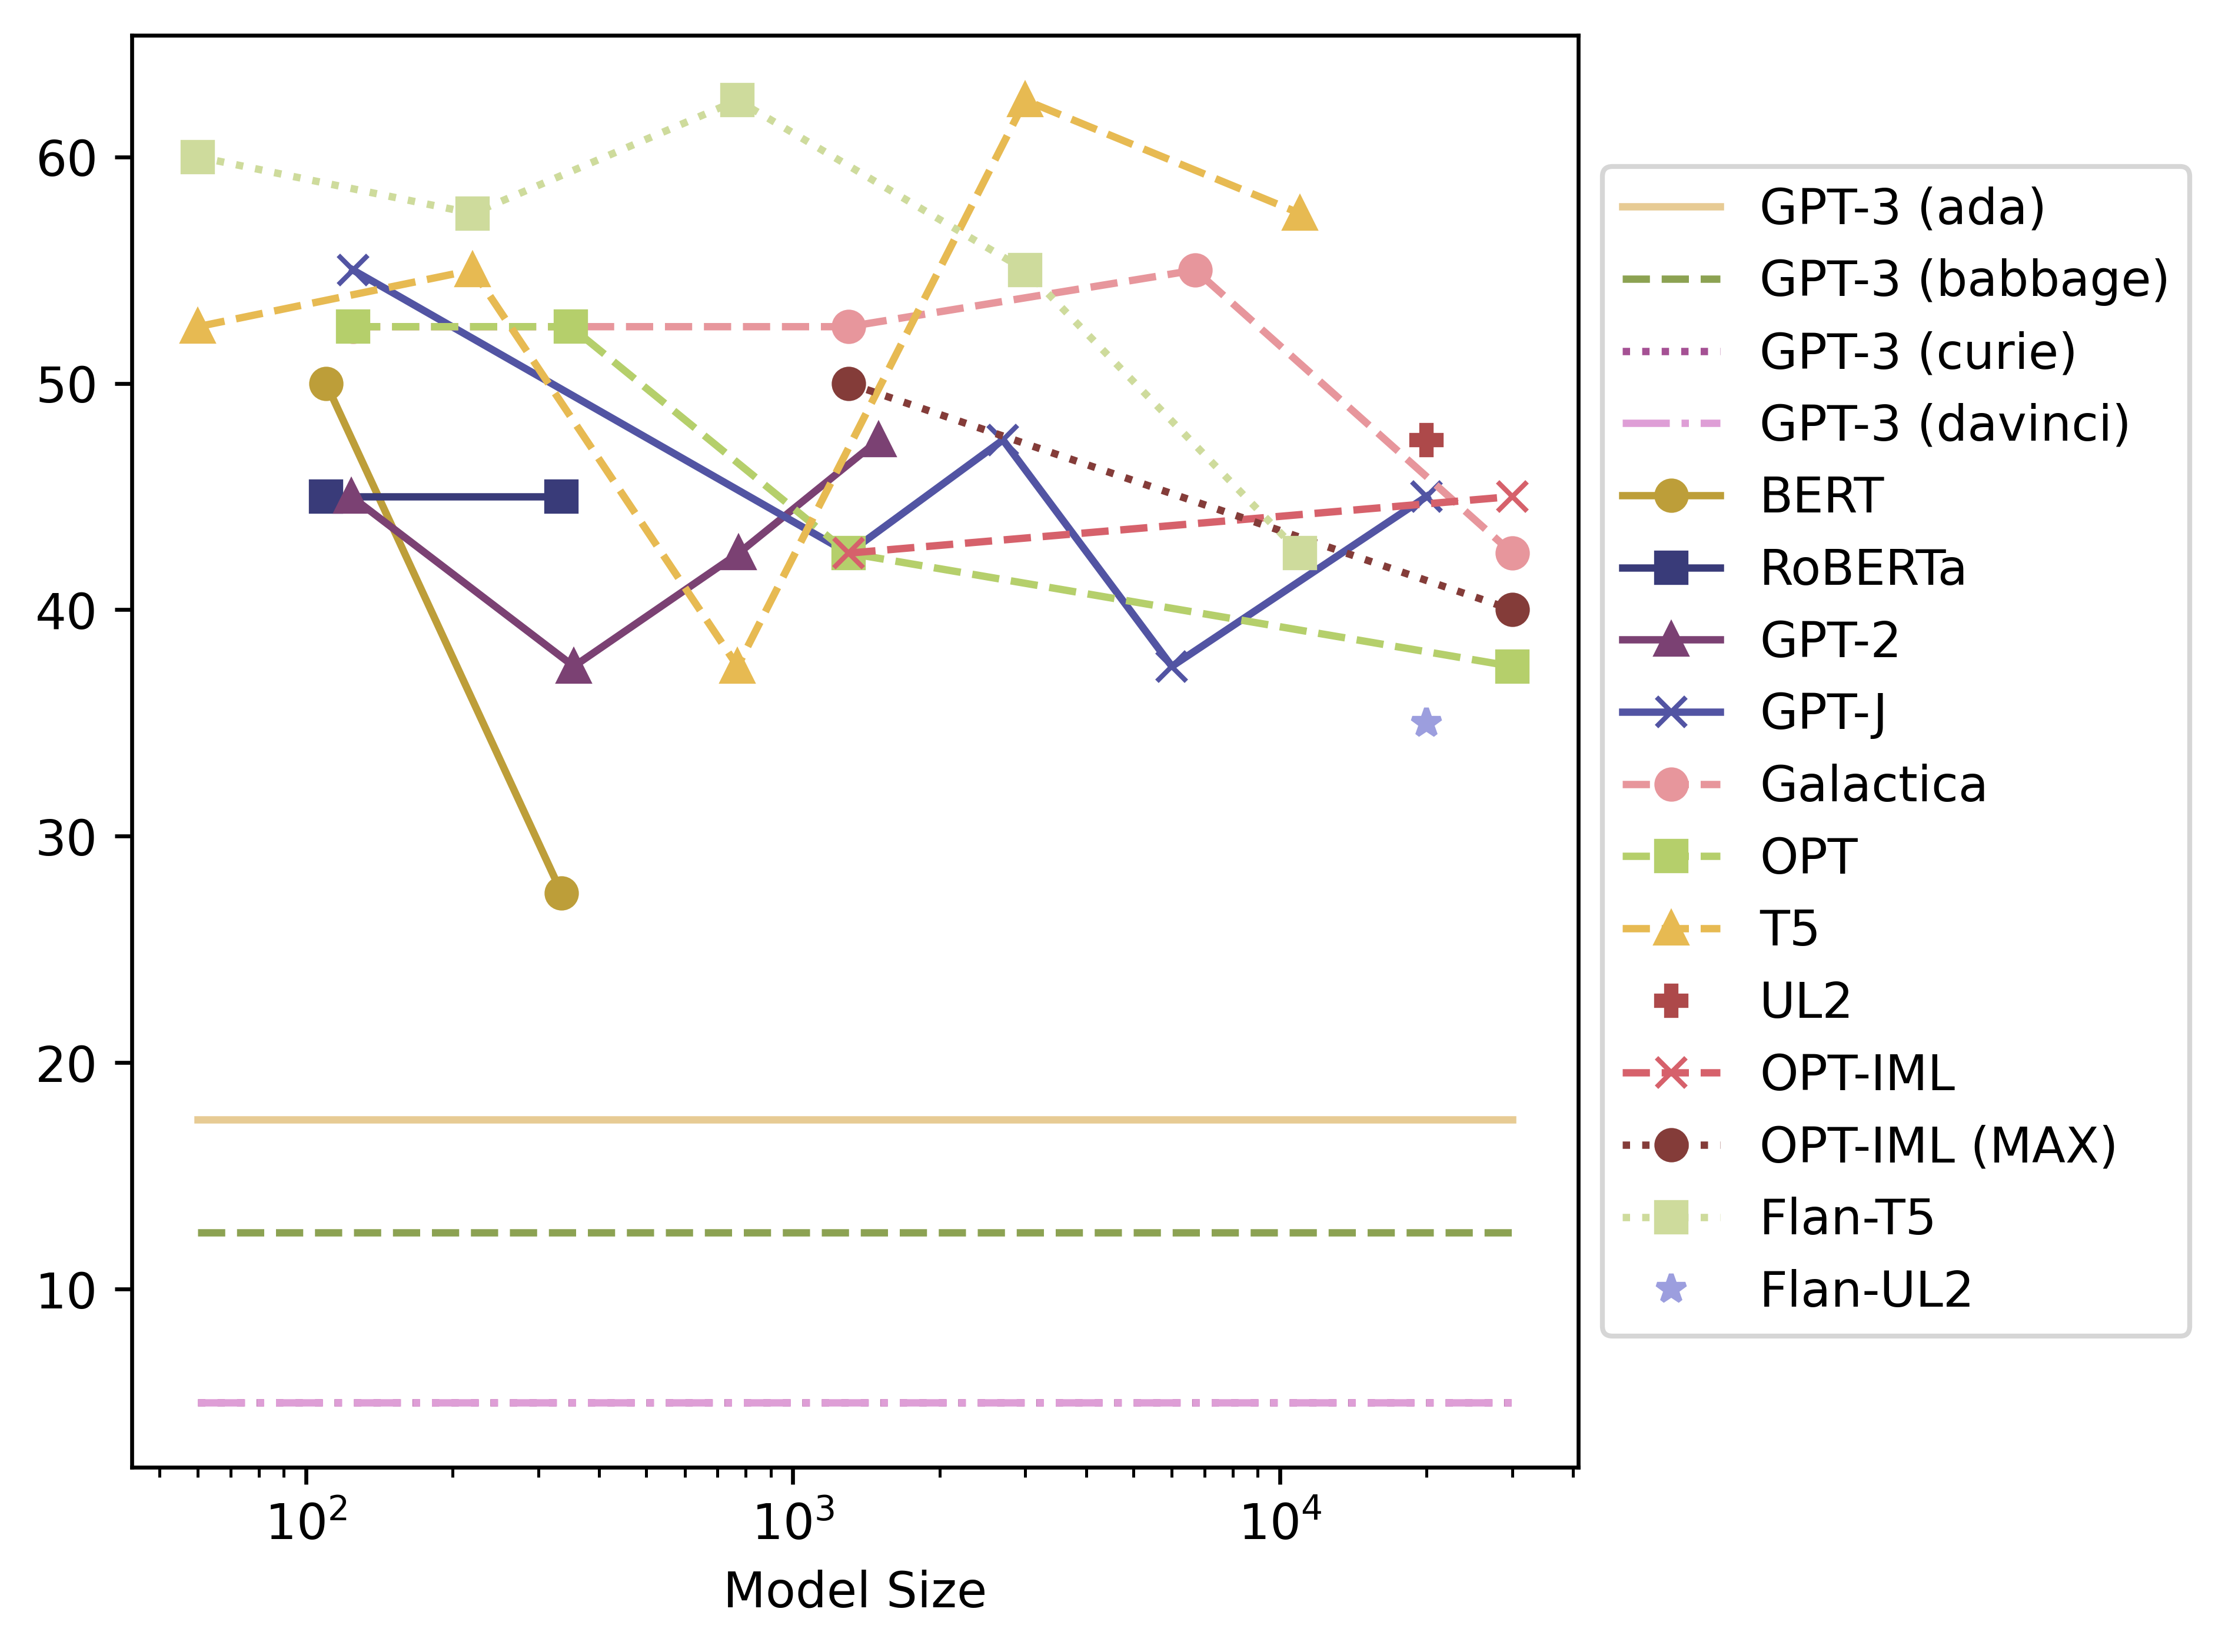 60
50
40
30
20
10
10²
10³
10⁴
Model Size
GPT-3 (ada)
GPT-3 (babbage)
GPT-3 (curie)
GPT-3 (davinci)
BERT
RoBERTa
GPT-2
GPT-J
Galactica
OPT
T5
UL2
OPT-IML
OPT-IML (MAX)
Flan-T5
Flan-UL2